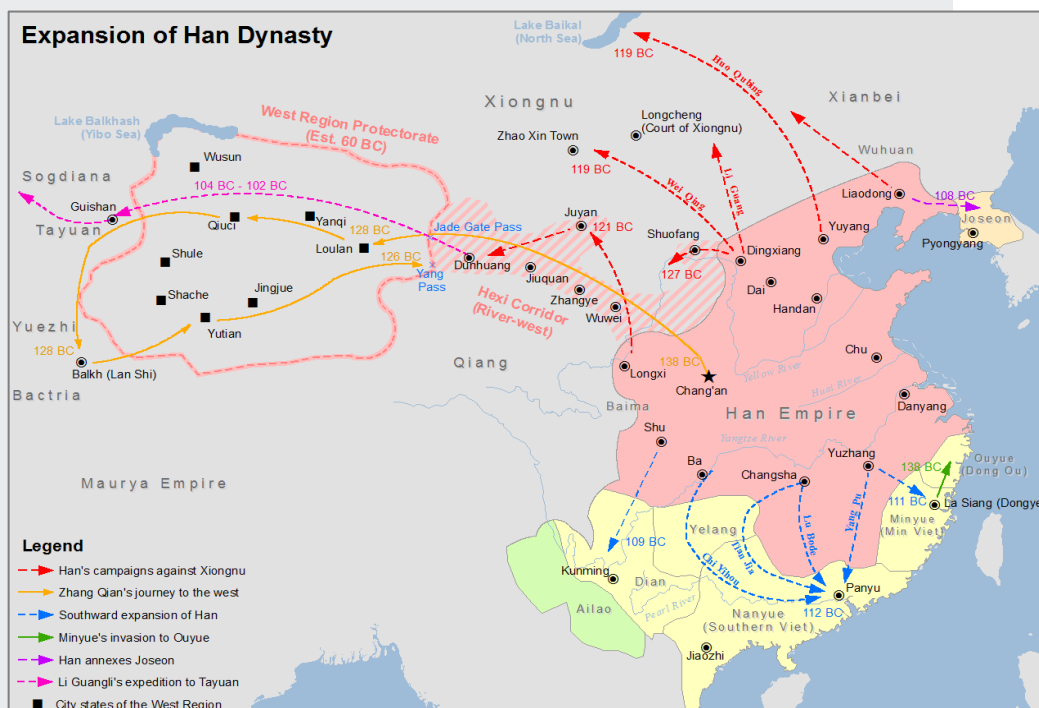 Expansion of Han Dynasty
Lake Baikal
(North Sea)
119 BC
Huo Qubing
Xianbei
Xiongnu
Longcheng
(Court of Xiongnu)
Zhao Xin Town
Lake Balkhash
(Yibo Sea)
West Region Protectorate
(Est. 60 BC)
Wusun
119 BC
Wei Qing
Li Guang
Wuhuan
Liaodong
108 BC
Joseon
Pyongyang
Sogdiana
104 BC - 102 BC
Guishan
Tayuan
Qiuci
Yanqi
128 BC
Loulan
126 BC
Jade Gate Pass
Juyan
121 BC
Shuofang
127 BC
Dingxiang
Yuyang
Shule
Yang
Pass
Dunhuang
Jiuquan
Zhangye
Wuwei
Dai
Handan
Shache
Jingjue
Yutian
Hexi Corridor
(River-west)
Yuezhi
128 BC
Balkh (Lan Shi)
Bactria
Qiang
Longxi
138 BC
Chang'an
Chu
Yellow River
Huai River
Danyang
Baima
Han Empire
Shu
Yangtse River
Ba
Changsha
Yuzhang
138 BC
Ouyue
(Dong Ou)
111 BC
La Siang (Dongye
Minyue
(Min Viet)
Maurya Empire
109 BC
Yelang
Chi Yihou
Tian Jia
Lu Bode
Yang Pu
Kunming
Dian
Pearl River
Ailao
Panyu
112 BC
Nanyue
(Southern Viet)
Jiaozhi
Legend
Han's campaigns against Xiongnu
Zhang Qian's journey to the west
Southward expansion of Han
Minyue's invasion to Ouyue
Han annexes Joseon
Li Guangli's expedition to Tayuan
City states of the West Region